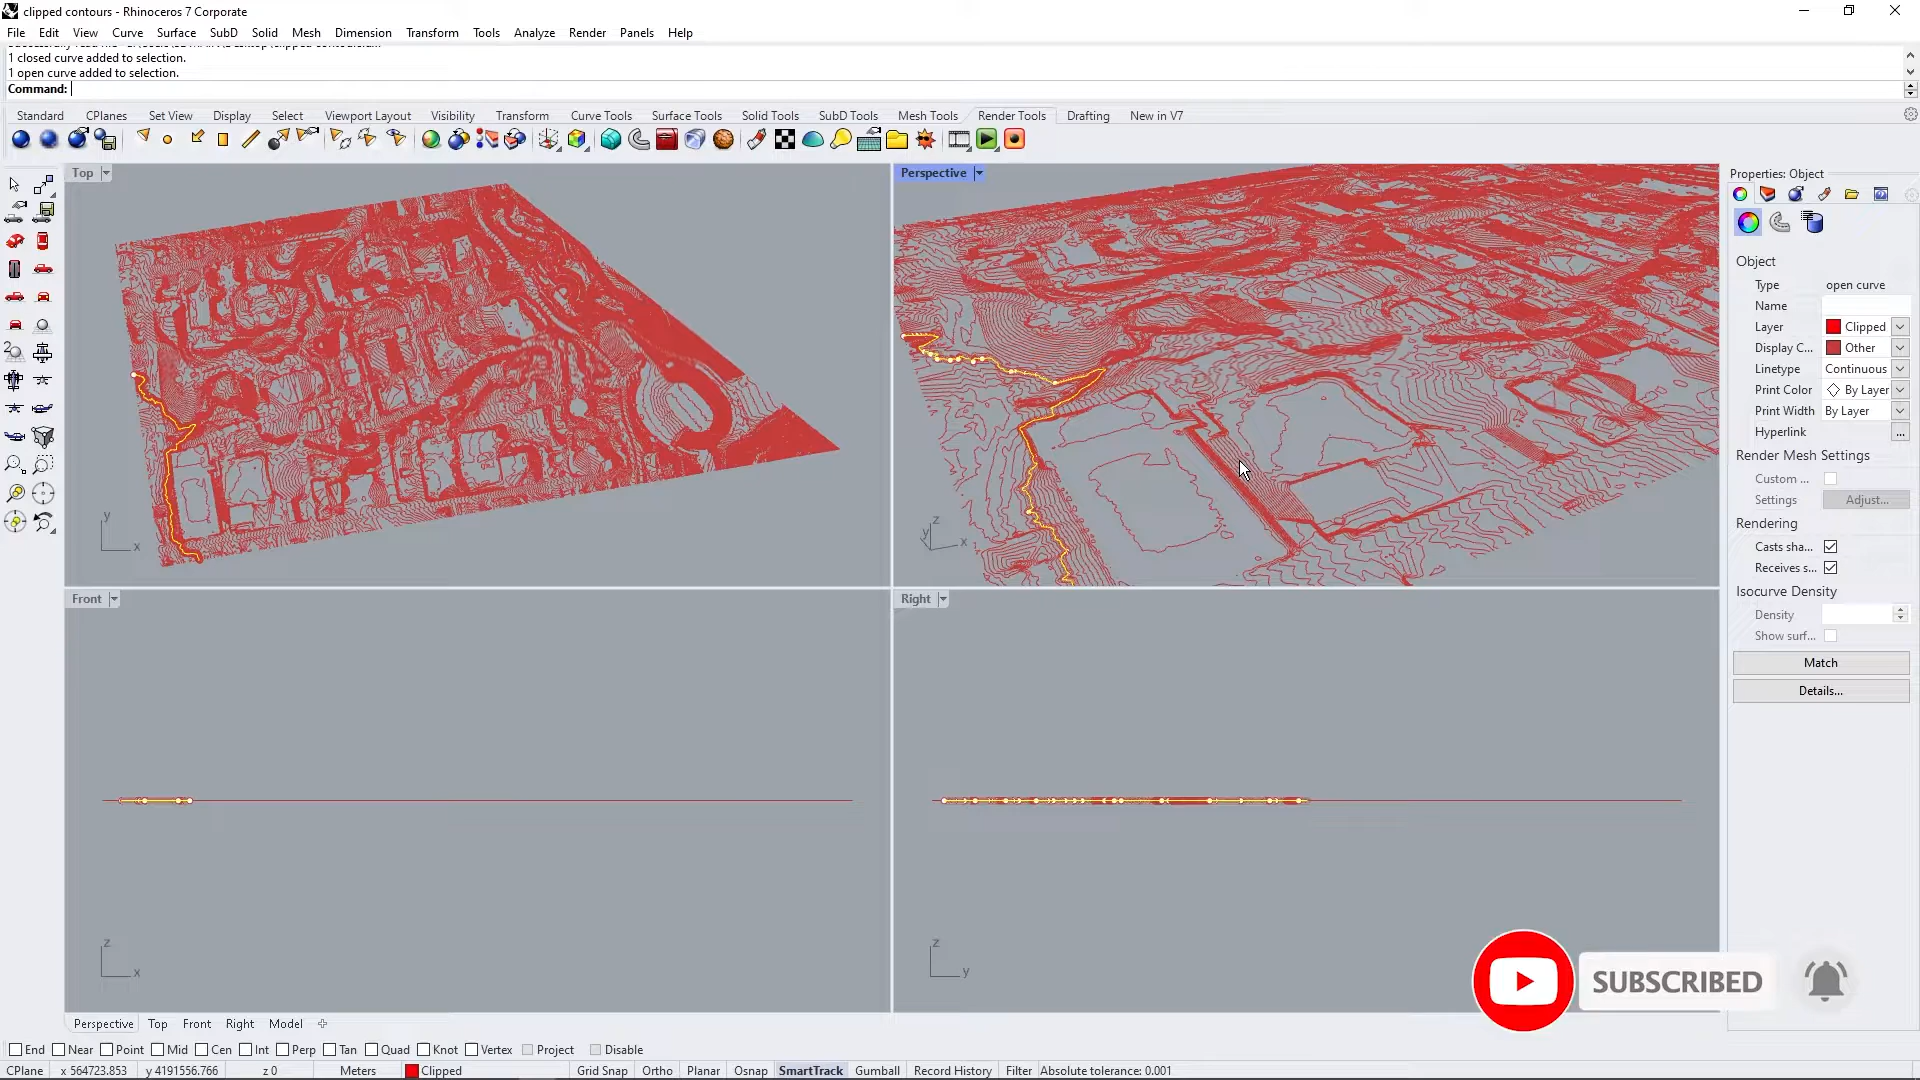 clipped contours - Rhinoceros 7 Corporate
File Edit View Curve Surface SubD Solid Mesh Dimension Transform Tools Analyze Render Panels Help
1 closed curve added to selection.
1 open curve added to selection.
Command:
Standard CPlanes Set View Display Select Viewport Layout Visibility Transform Curve Tools Surface Tools Solid Tools SubD Tools Mesh Tools Render Tools Drafting New in V7
Top
Perspective
Properties: Object
Object
Type open curve
Name
Layer Clipped
Display C... Other
Linetype Continuous
Print Color By Layer
Print Width By Layer
Hyperlink ...
Render Mesh Settings
Custom ...
Settings Adjust...
Rendering
Casts sha...
Receives s...
Isocurve Density
Density
Show surf...
Match
Details...
y
x
z
y
x
Front
Right
z
x
z
y
SUBSCRIBED
Perspective Top Front Right Model
End Near Point Mid Cen Int Perp Tan Quad Knot Vertex Project Disable
CPlane x 564723.853 y 4191556.766 z 0 Meters Clipped Grid Snap Ortho Planar Osnap SmartTrack Gumball Record History Filter Absolute tolerance: 0.001